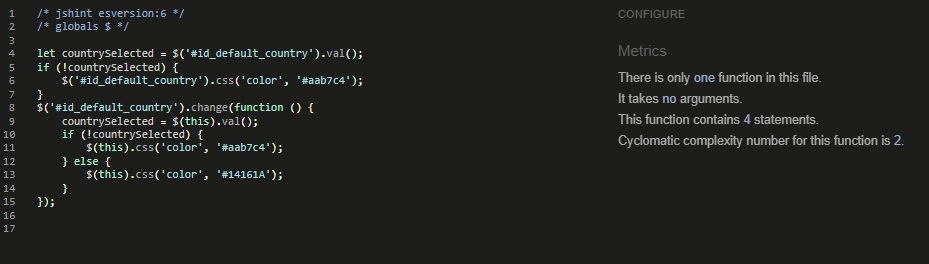 1 /* jshint esversion:6 */
2 /* globals $ */
3
4 let countrySelected = $('#id_default_country').val();
5 if (!countrySelected) {
6     $('#id_default_country').css('color', '#aab7c4');
7 }
8 $('#id_default_country').change(function () {
9     countrySelected = $(this).val();
10     if (!countrySelected) {
11         $(this).css('color', '#aab7c4');
12     } else {
13         $(this).css('color', '#14161A');
14     }
15 });
16
17
CONFIGURE
Metrics
There is only one function in this file.
It takes no arguments.
This function contains 4 statements.
Cyclomatic complexity number for this function is 2.